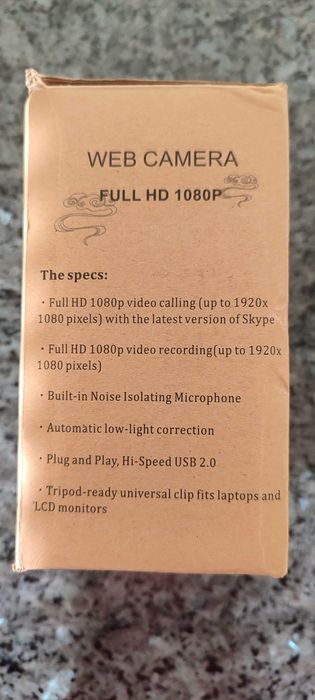 WEB CAMERA
FULL HD 1080P
The specs:
· Full HD 1080p video calling (up to 1920x
1080 pixels) with the latest version of Skype
· Full HD 1080p video recording(up to 1920x
1080 pixels)
· Built-in Noise Isolating Microphone
· Automatic low-light correction
· Plug and Play, Hi-Speed USB 2.0
· Tripod-ready universal clip fits laptops and
LCD monitors